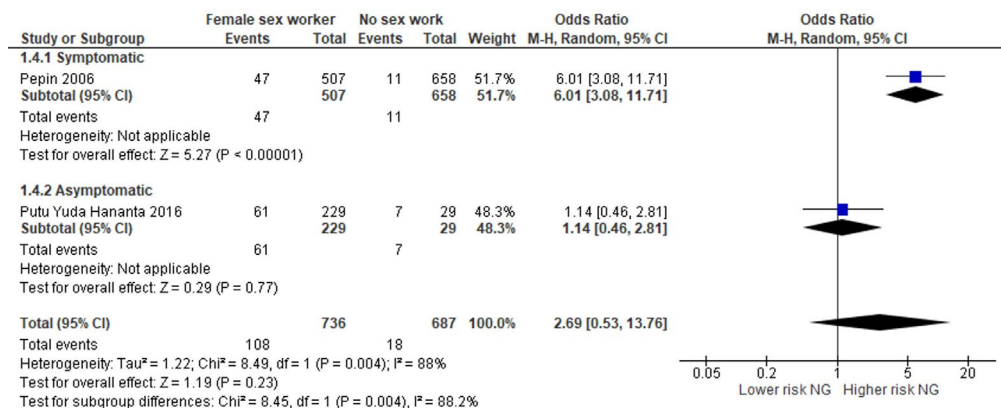 Female sex worker No sex work Odds Ratio Odds Ratio
Study or Subgroup Events Total Events Total Weight M-H, Random, 95% CI M-H, Random, 95% CI
1.4.1 Symptomatic
Pepin 2006 47 507 11 658 51.7% 6.01 [3.08, 11.71]
Subtotal (95% CI) 507 658 51.7% 6.01 [3.08, 11.71]
Total events 47 11
Heterogeneity: Not applicable
Test for overall effect: Z = 5.27 (P < 0.00001)
1.4.2 Asymptomatic
Putu Yuda Hananta 2016 61 229 7 29 48.3% 1.14 [0.46, 2.81]
Subtotal (95% CI) 229 29 48.3% 1.14 [0.46, 2.81]
Total events 61 7
Heterogeneity: Not applicable
Test for overall effect: Z = 0.29 (P = 0.77)
Total (95% CI) 736 687 100.0% 2.69 [0.53, 13.76]
Total events 108 18
Heterogeneity: Tau² = 1.22; Chi² = 8.49, df = 1 (P = 0.004); I² = 88%
Test for overall effect: Z = 1.19 (P = 0.23)
Test for subgroup differences: Chi² = 8.45, df = 1 (P = 0.004), I² = 88.2%
0.05 0.2 1 5 20
Lower risk NG Higher risk NG